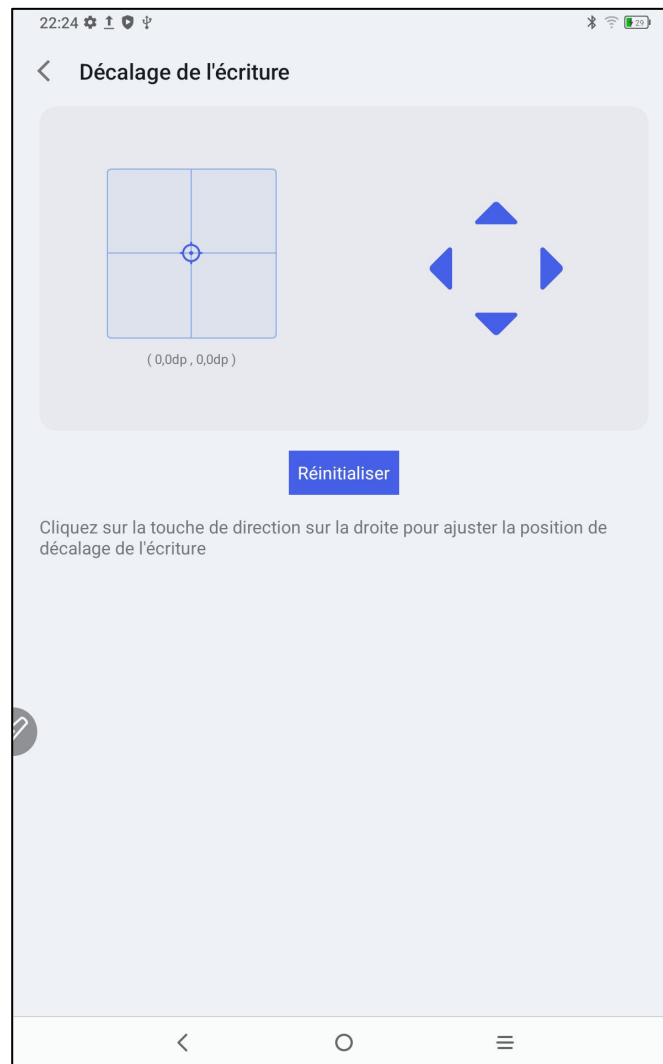 22:24
29
Décalage de l'écriture
( 0,0dp , 0,0dp )
Réinitialiser
Cliquez sur la touche de direction sur la droite pour ajuster la position de
décalage de l'écriture